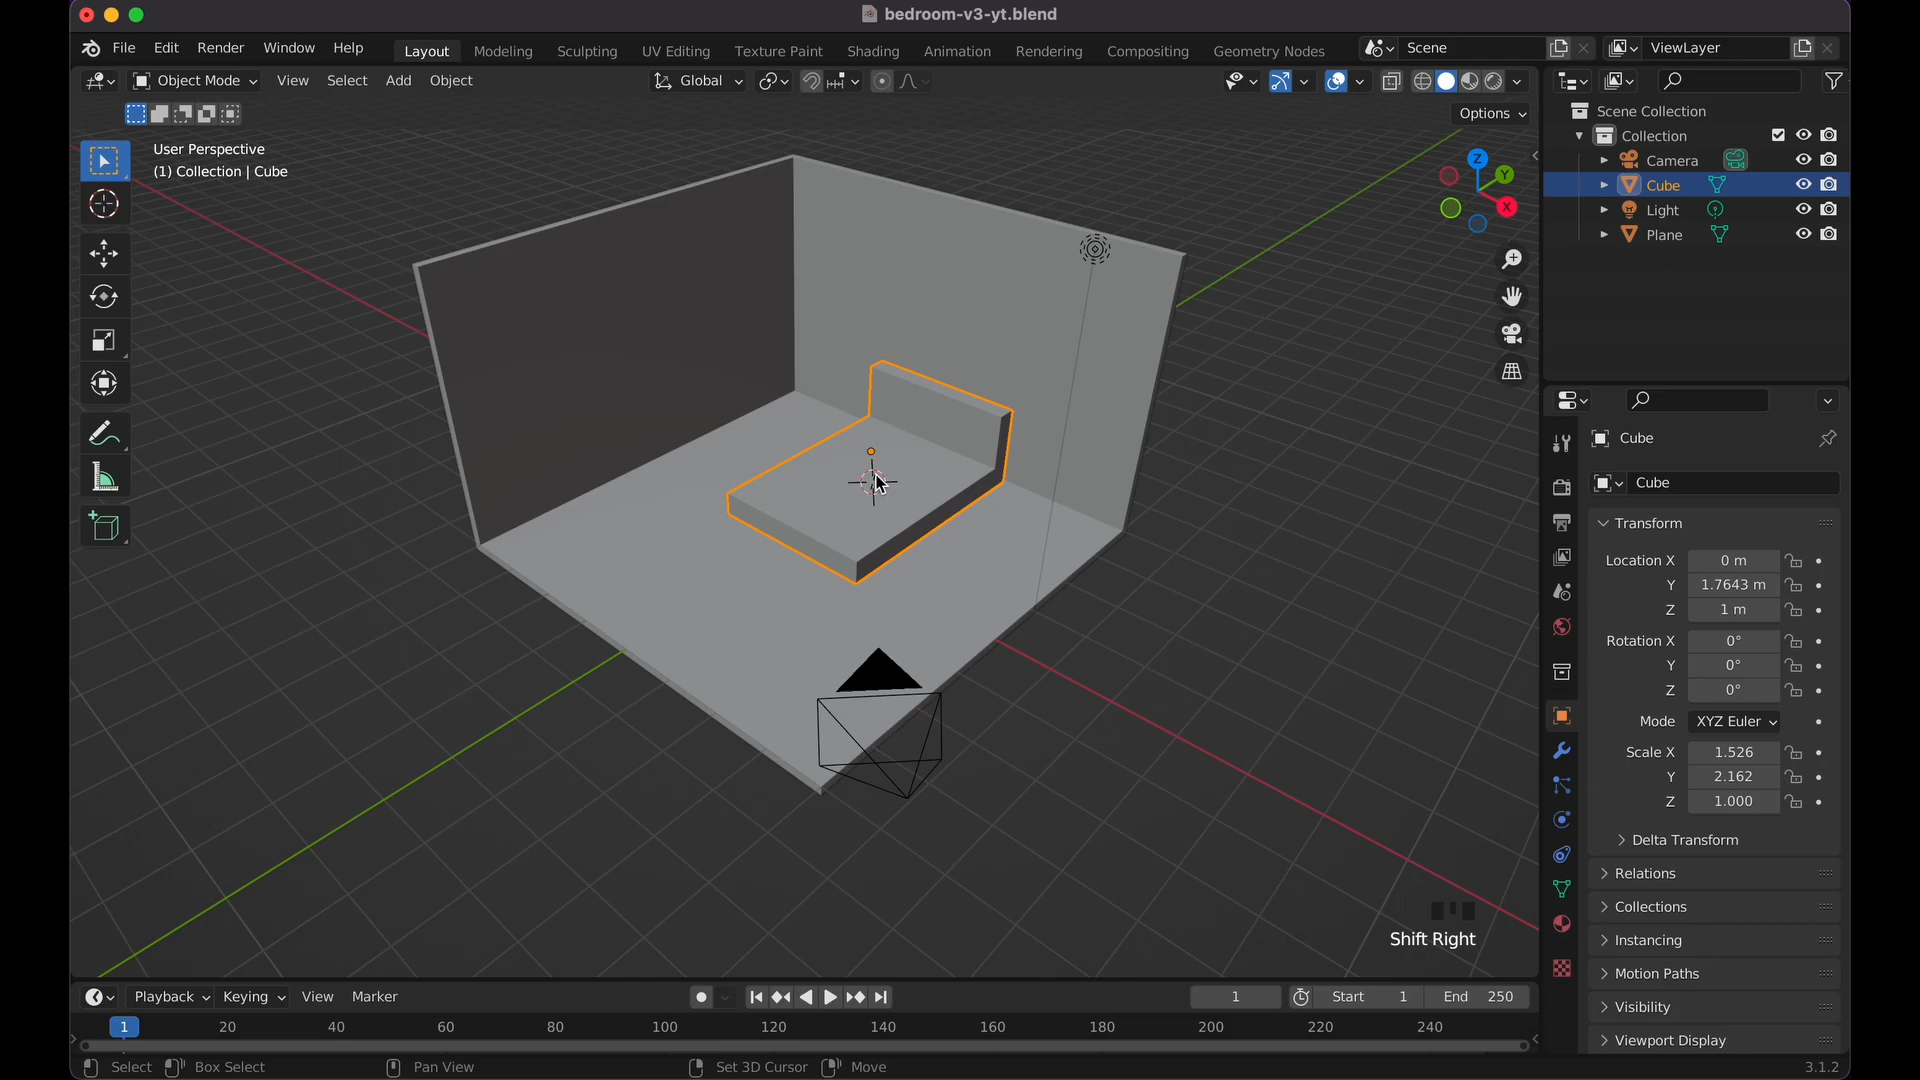 bedroom-v3-yt.blend
File Edit Render Window Help Layout Modeling Sculpting UV Editing Texture Paint Shading Animation Rendering Compositing Geometry Nodes Scene ViewLayer
Object Mode View Select Add Object Global
Options
User Perspective
(1) Collection | Cube
Z
Y
X
Scene Collection
Collection
Camera
Cube
Light
Plane
Cube
Cube
Transform
Location X 0 m
Y 1.7643 m
Z 1 m
Rotation X 0°
Y 0°
Z 0°
Mode XYZ Euler
Scale X 1.526
Y 2.162
Z 1.000
Delta Transform
Relations
Collections
Instancing
Motion Paths
Visibility
Viewport Display
Shift Right
Playback Keying View Marker 1 Start 1 End 250
1 20 40 60 80 100 120 140 160 180 200 220 240
Select Box Select Pan View Set 3D Cursor Move 3.1.2